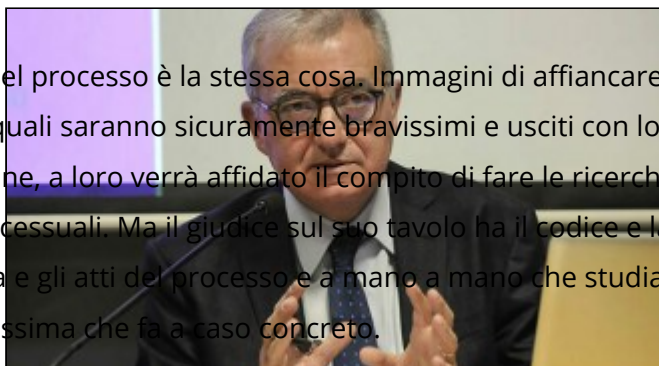 el processo è la stessa cosa. Immagini di affiancare
quali saranno sicuramente bravissimi e usciti con lo
ne, a loro verrà affidato il compito di fare le ricerch
cessuali. Ma il giudice sul suo tavolo ha il codice e la
a e gli atti del processo e a mano a mano che studia
ssima che fa a caso concreto.